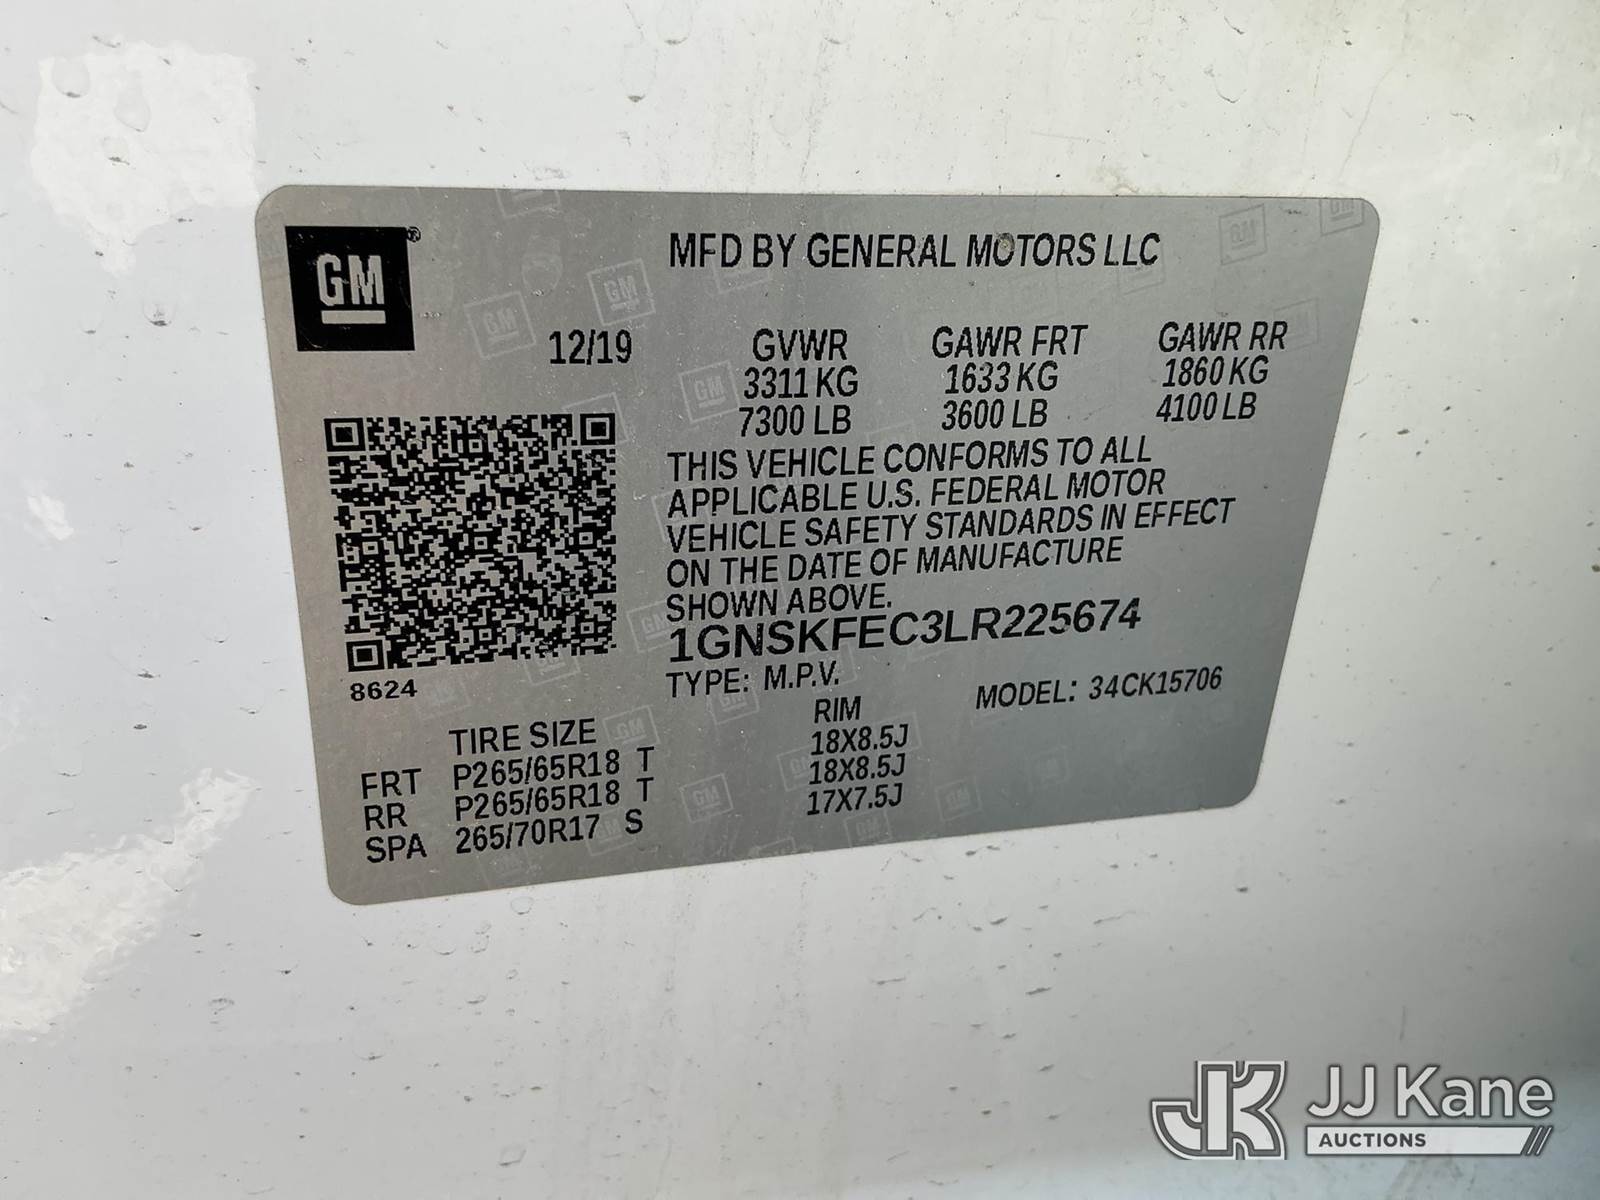 GM
MFD BY GENERAL MOTORS LLC
12/19 GVWR GAWR FRT GAWR RR
3311 KG 1633 KG 1860 KG
7300 LB 3600 LB 4100 LB
THIS VEHICLE CONFORMS TO ALL
APPLICABLE U.S. FEDERAL MOTOR
VEHICLE SAFETY STANDARDS IN EFFECT
ON THE DATE OF MANUFACTURE
SHOWN ABOVE.
1GNSKFEC3LR225674
8624
TYPE: M.P.V. MODEL: 34CK15706
TIRE SIZE RIM
FRT P265/65R18 T 18X8.5J
RR P265/65R18 T 18X8.5J
SPA 265/70R17 S 17X7.5J
JK JJ Kane
AUCTIONS